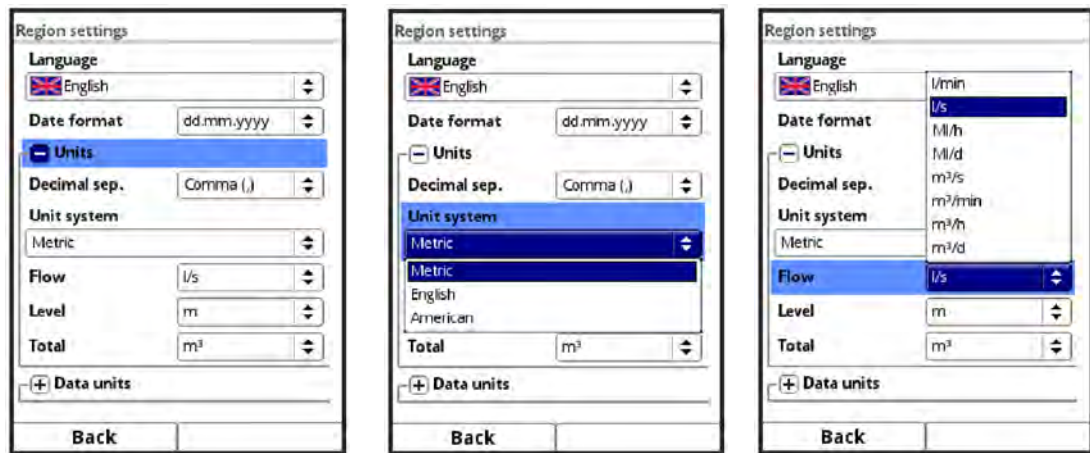 Region settings
Language
English
Date format dd.mm.yyyy
Units
Decimal sep. Comma (,)
Unit system
Metric
Flow l/s
Level m
Total m³
Data units
Back
Region settings
Language
English
Date format dd.mm.yyyy
Units
Decimal sep. Comma (,)
Unit system
Metric
Metric
English
American
Total m³
Data units
Back
Region settings
Language
English
Date format
Units
Decimal sep.
Unit system
Metric
l/min
l/s
Ml/h
Ml/d
m³/s
m³/min
m³/h
m³/d
Flow l/s
Level m
Total m³
Data units
Back